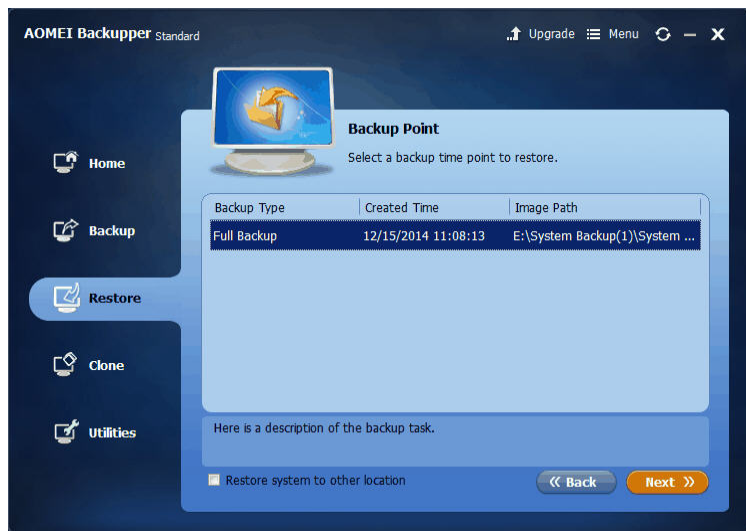 AOMEI Backupper Standard
Upgrade Menu
Backup Point
Select a backup time point to restore.
Home
Backup
Restore
Clone
Utilities
Backup Type Created Time Image Path
Full Backup 12/15/2014 11:08:13 E:\System Backup(1)\System ...
Here is a description of the backup task.
Restore system to other location
Back Next